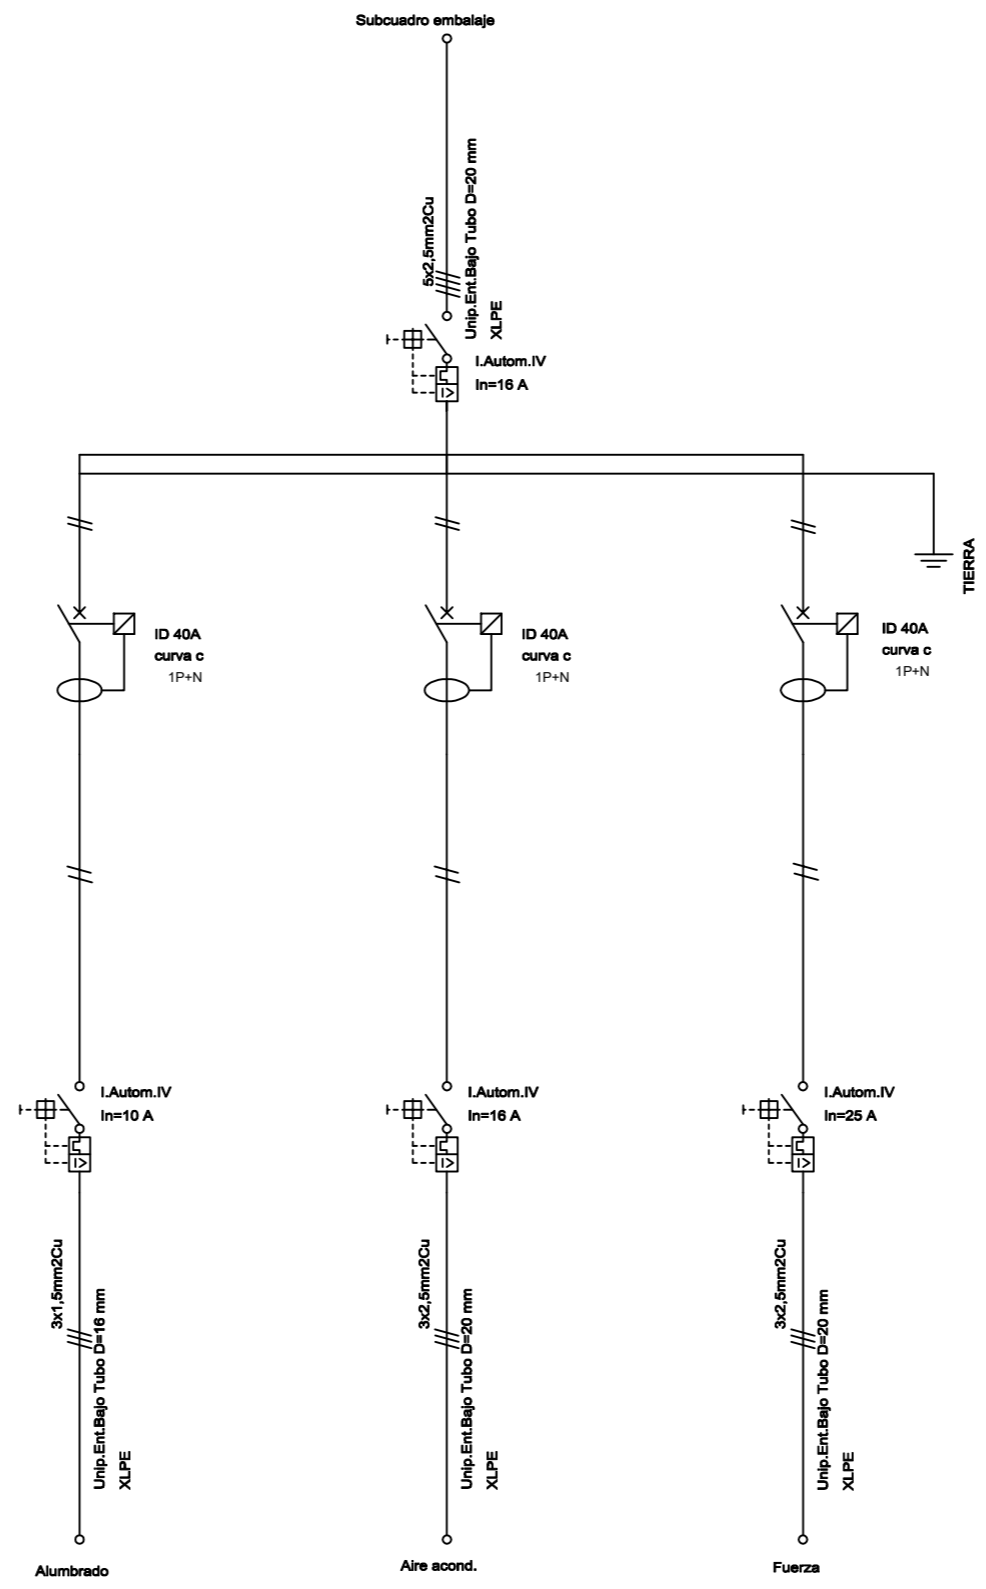 Subcuadro embalaje
5x2,5mm2Cu
Unip.Ent.Bajo Tubo D=20 mm
XLPE
I.Autom.IV
In=16 A
TIERRA
ID 40A
curva c
1P+N
ID 40A
curva c
1P+N
ID 40A
curva c
1P+N
I.Autom.IV
In=10 A
I.Autom.IV
In=16 A
I.Autom.IV
In=25 A
3x1,5mm2Cu
Unip.Ent.Bajo Tubo D=16 mm
XLPE
3x2,5mm2Cu
Unip.Ent.Bajo Tubo D=20 mm
XLPE
3x2,5mm2Cu
Unip.Ent.Bajo Tubo D=20 mm
XLPE
Alumbrado
Aire acond.
Fuerza